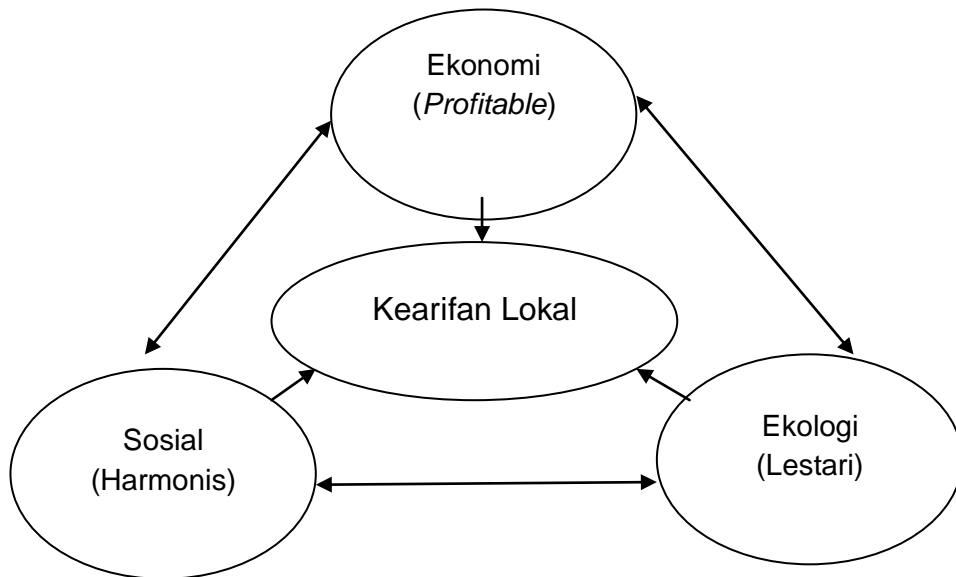 Ekonomi
(Profitable)
Kearifan Lokal
Sosial
(Harmonis)
Ekologi
(Lestari)